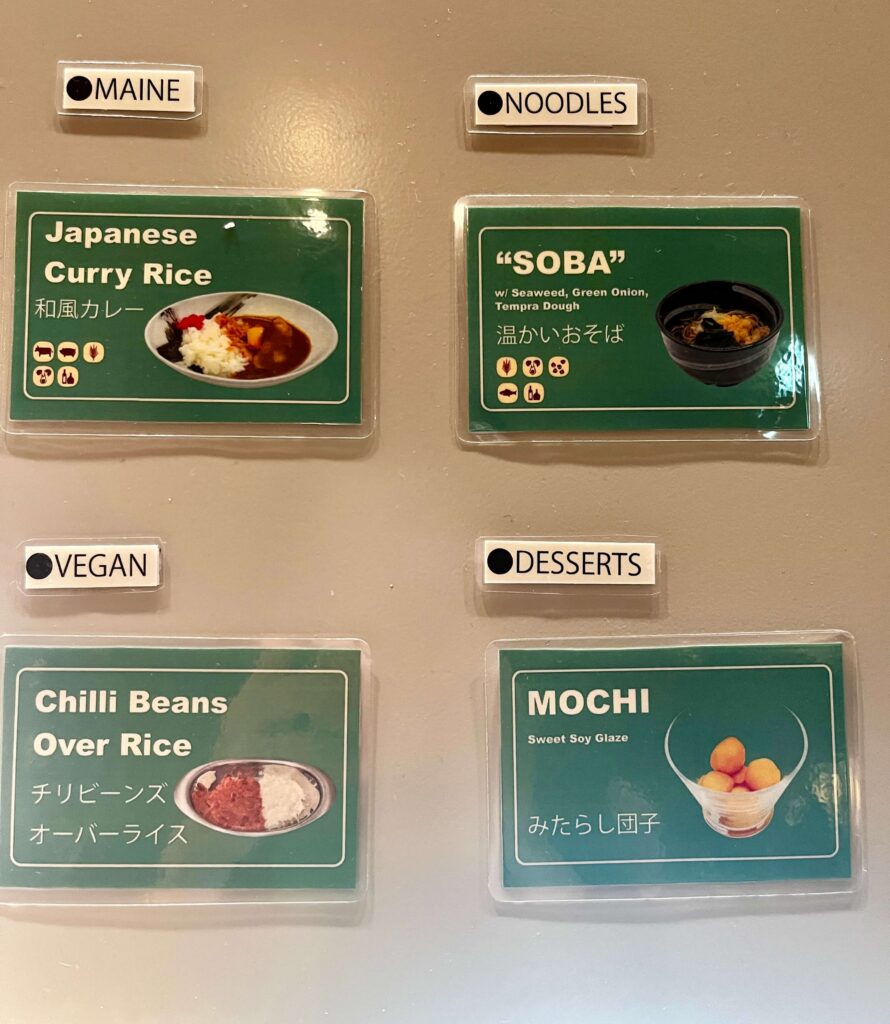 ●MAINE
Japanese
Curry Rice
和風カレー
●NOODLES
“SOBA”
w/ Seaweed, Green Onion,
Tempra Dough
温かいおそば
●VEGAN
Chilli Beans
Over Rice
チリビーンズ
オーバーライス
●DESSERTS
MOCHI
Sweet Soy Glaze
みたらし団子